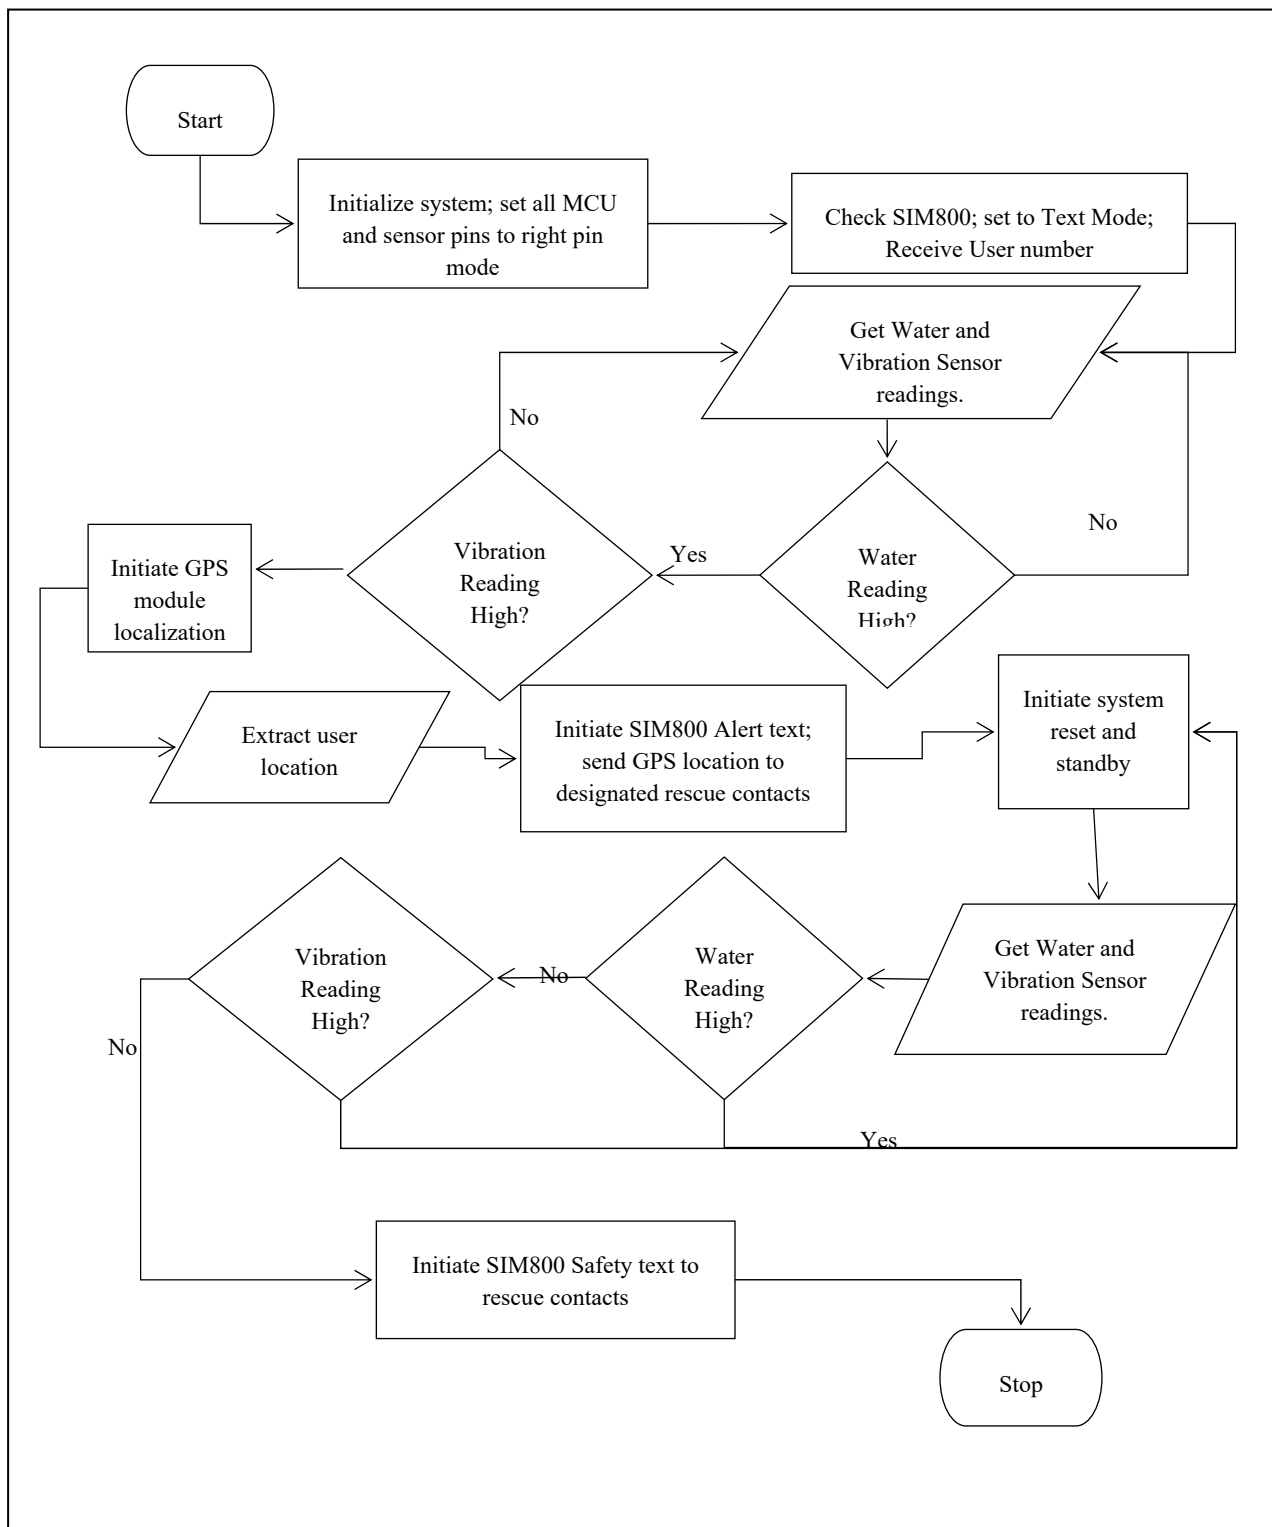 Start
Initialize system; set all MCU
and sensor pins to right pin
mode
Check SIM800; set to Text Mode;
Receive User number
Get Water and
Vibration Sensor
readings.
No
No
Vibration
Reading
High?
Yes
Water
Reading
High?
Initiate GPS
module
localization
Extract user
location
Initiate SIM800 Alert text;
send GPS location to
designated rescue contacts
Initiate system
reset and
standby
Vibration
Reading
High?
No
Water
Reading
High?
Get Water and
Vibration Sensor
readings.
No
Yes
Initiate SIM800 Safety text to
rescue contacts
Stop